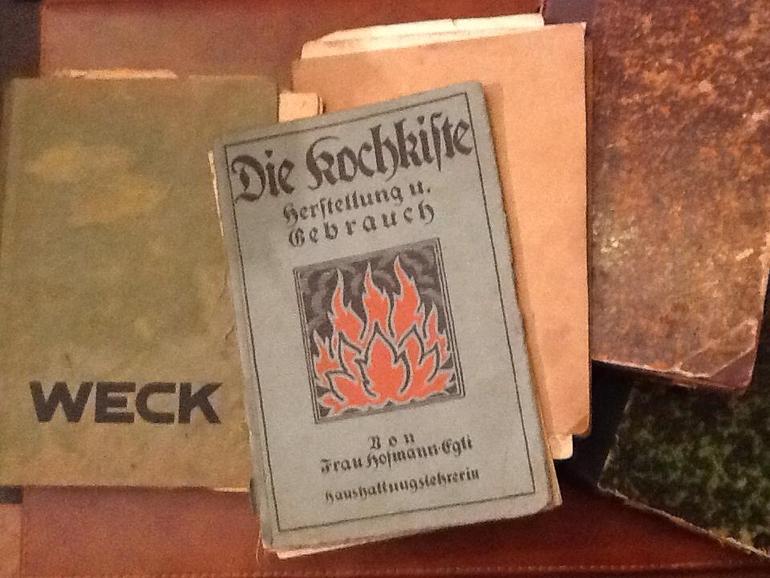 WECK
Die Kochkiſte
Herſtellung u.
Gebrauch
Von
Frau Hofmann-Egli
Haushaltungslehrerin